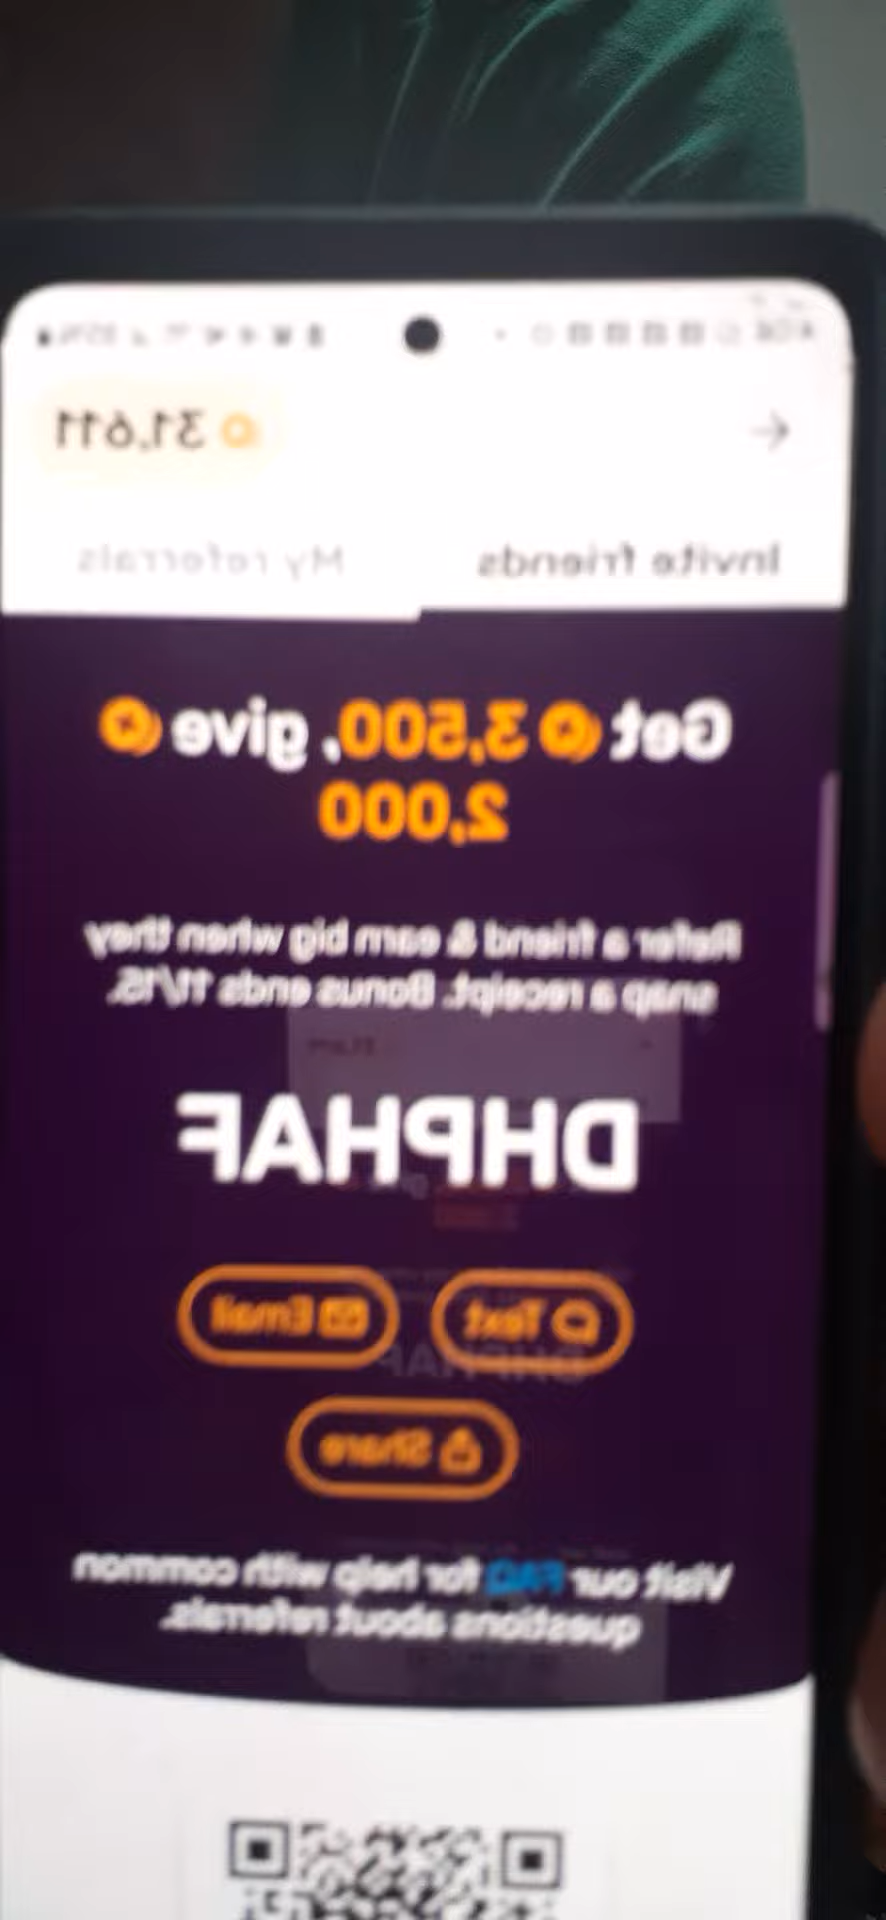 31,611
Invite friends
My referrals
Get 3,500, give
2,000
Refer a friend & earn big when they
snap a receipt. Bonus ends 11/15.
DHPHAF
Text
Email
Share
Visit our FAQ for help with common
questions about referrals.